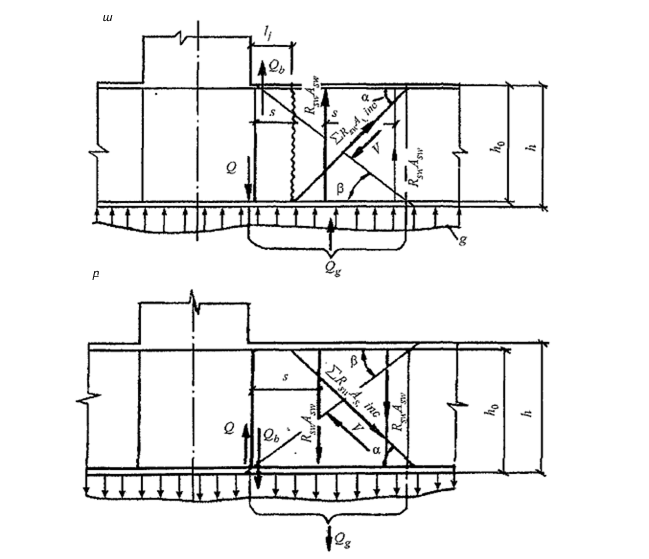 ш
l_j
Q_b
R_sw A_sw
α
s
s
ΣR_sw A_s, inc
V
h_0
h
Q
β
R_sw A_sw
g
Q_g
р
β
s
ΣR_sw A_s, inc
R_sw A_sw
h_0
h
Q
Q_b
R_sw A_sw
V
α
Q_g